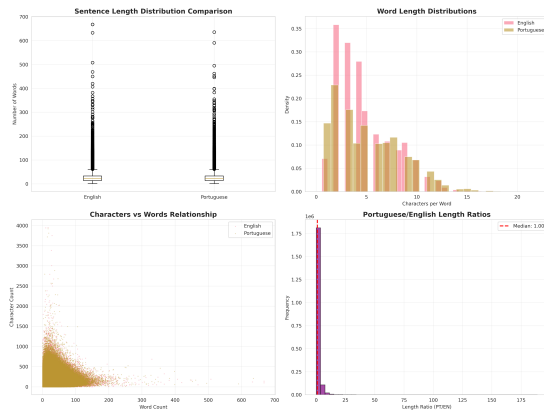 Sentence Length Distribution Comparison
Number of Words
700
600
500
400
300
200
100
0
English
Portuguese
Word Length Distributions
English
Portuguese
Density
0.35
0.30
0.25
0.20
0.15
0.10
0.05
0.00
0
5
10
15
20
Characters per Word
Characters vs Words Relationship
English
Portuguese
Character Count
4000
3500
3000
2500
2000
1500
1000
500
0
0
100
200
300
400
500
600
700
Word Count
Portuguese/English Length Ratios
1e6
Median: 1.00
Frequency
1.75
1.50
1.25
1.00
0.75
0.50
0.25
0.00
0
25
50
75
100
125
150
175
Length Ratio (PT/EN)